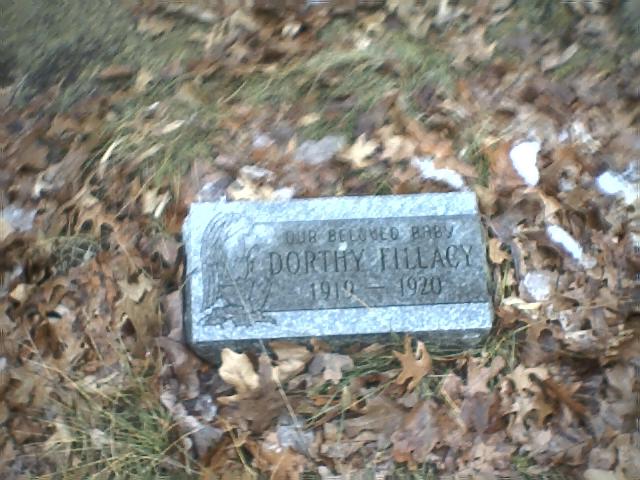 OUR BELOVED BABY
DORTHY FILLACY
1919 - 1920